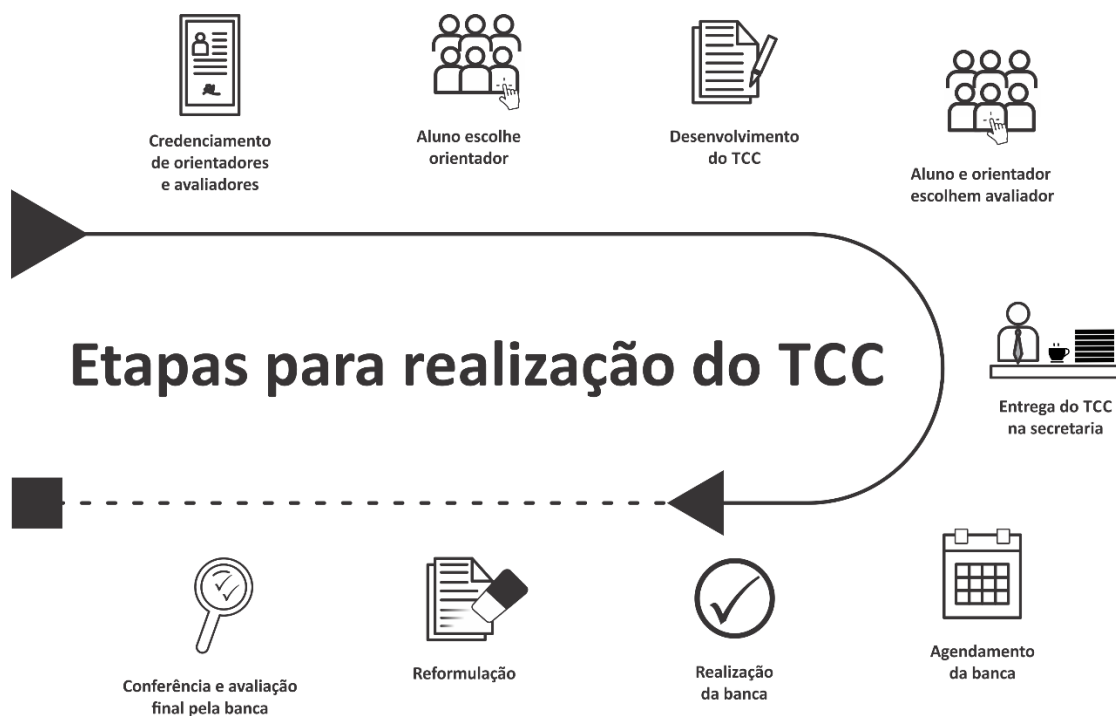 Credenciamento
de orientadores
e avaliadores
Aluno escolhe
orientador
Desenvolvimento
do TCC
Aluno e orientador
escolhem avaliador
Etapas para realização do TCC
Entrega do TCC
na secretaria
Agendamento
da banca
Realização
da banca
Reformulação
Conferência e avaliação
final pela banca